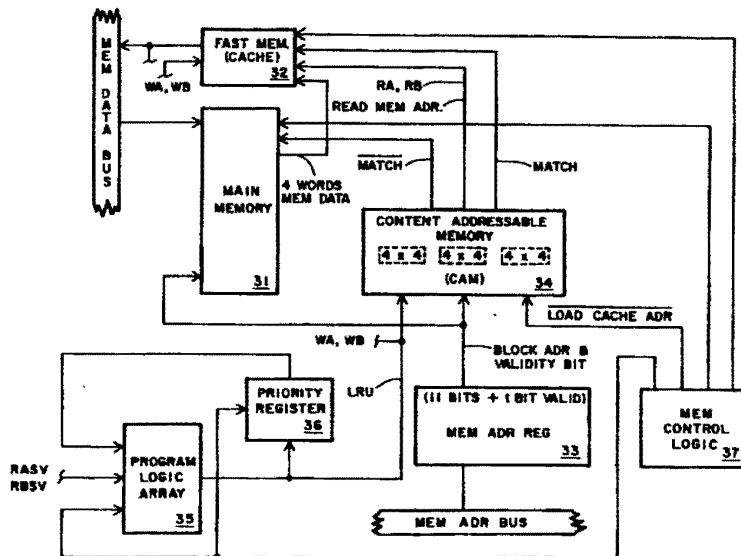 MEM DATA BUS
FAST MEM.
(CACHE)
32
WA, WB
RA, RB
READ MEM ADR.
MATCH
MATCH
4 WORDS
MEM DATA
MAIN
MEMORY
31
CONTENT ADDRESSABLE
MEMORY
4 x 4 4 x 4 4 x 4
(CAM)
34
LOAD CACHE ADR
WA, WB
BLOCK ADR &
VALIDITY BIT
LRU
PRIORITY
REGISTER
36
(11 BITS + 1 BIT VALID)
MEM ADR REG
33
MEM
CONTROL
LOGIC
37
RASV
RBSV
PROGRAM
LOGIC
ARRAY
35
MEM ADR BUS